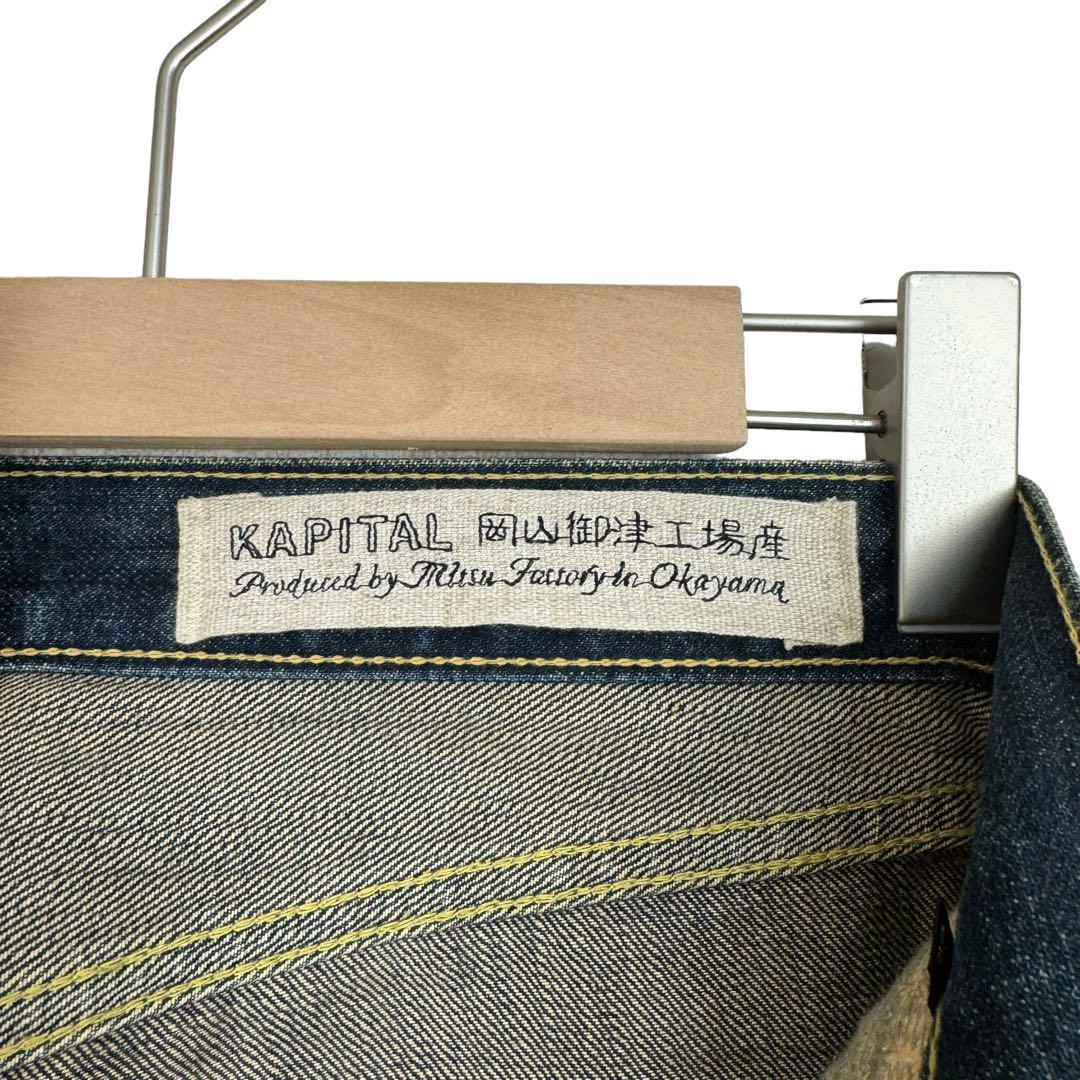 KAPITAL 岡山御津工場産
Produced by Mitsu Factory in Okayama